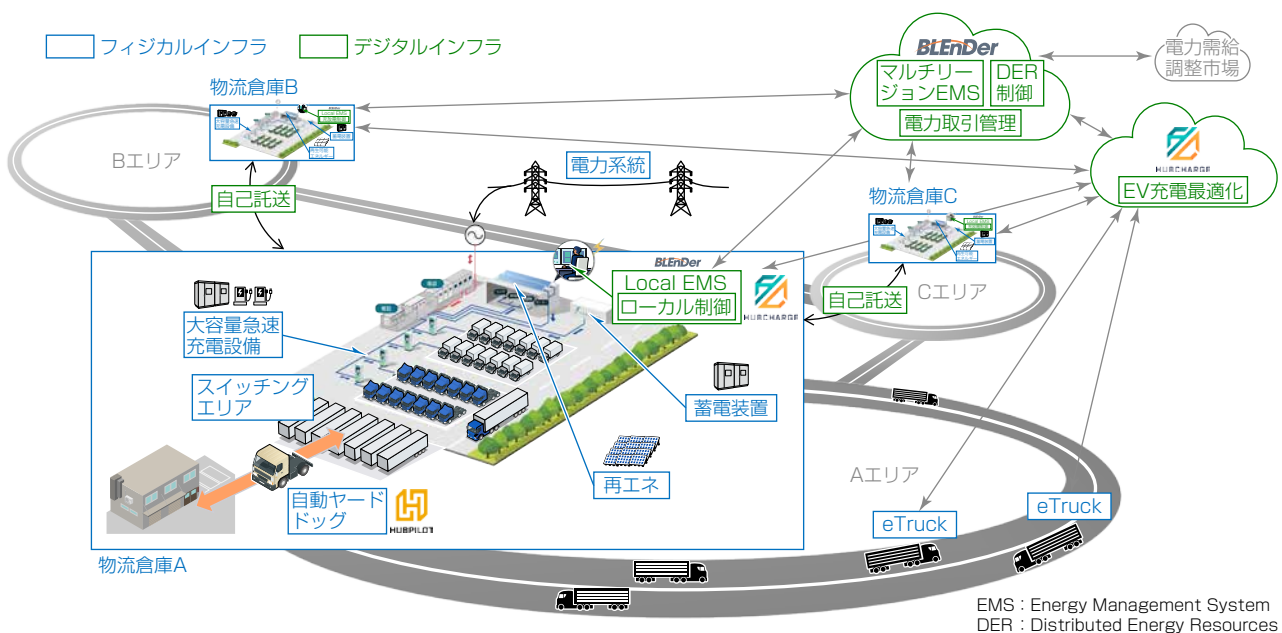 フィジカルインフラ
デジタルインフラ
BLEnDer
マルチリー
ジョンEMS
DER
制御
電力取引管理
電力需給
調整市場
物流倉庫B
Bエリア
自己託送
電力系統
HUBCHARGE
EV充電最適化
物流倉庫C
Cエリア
自己託送
BLEnDer
Local EMS
ローカル制御
HUBCHARGE
大容量急速
充電設備
スイッチング
エリア
蓄電装置
再エネ
自動ヤード
ドッグ
HUBPILOT
物流倉庫A
Aエリア
eTruck
eTruck
EMS：Energy Management System
DER：Distributed Energy Resources